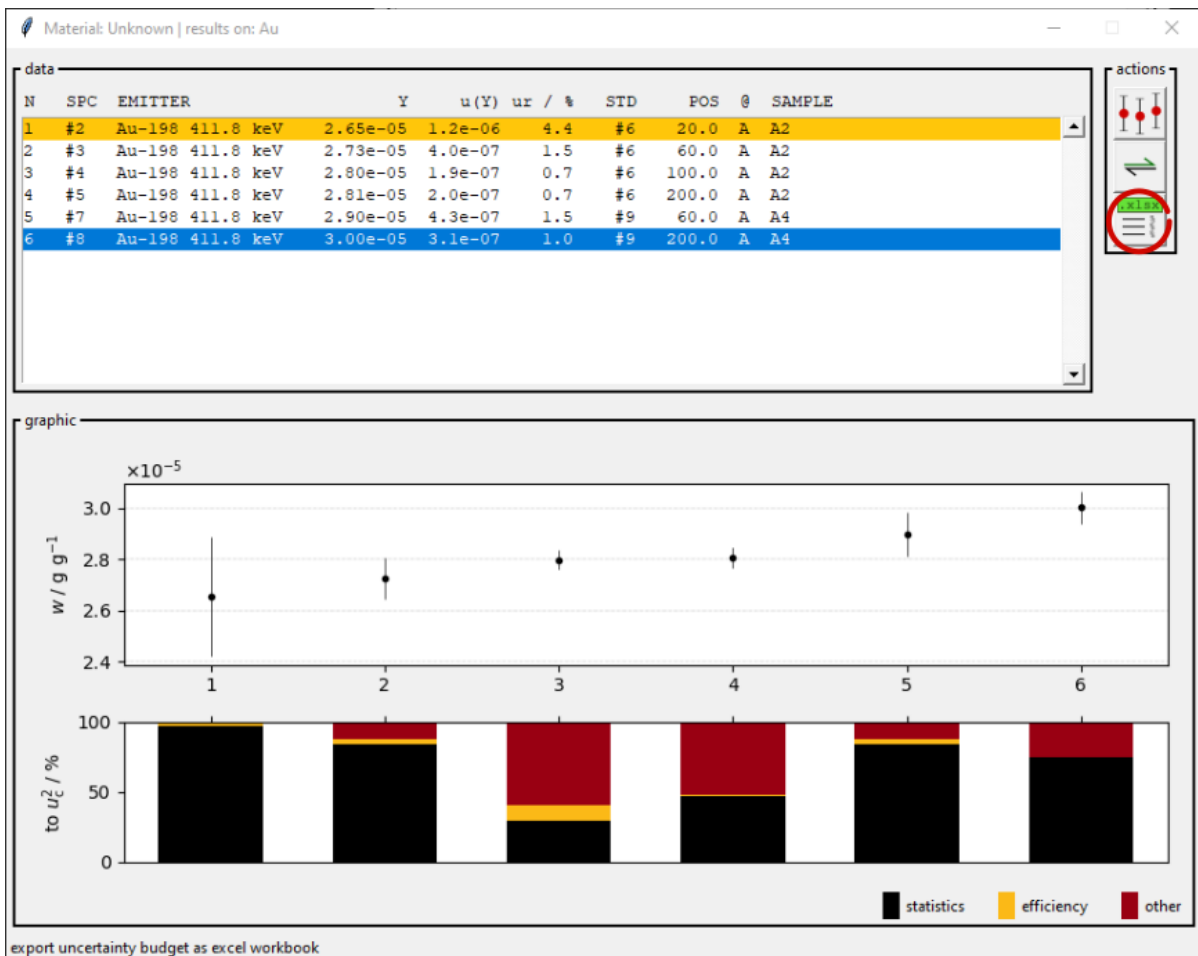 Material: Unknown | results on: Au
data
actions
N SPC EMITTER Y u(Y) ur / % STD POS @ SAMPLE
1 #2 Au-198 411.8 keV 2.65e-05 1.2e-06 4.4 #6 20.0 A A2
2 #3 Au-198 411.8 keV 2.73e-05 4.0e-07 1.5 #6 60.0 A A2
3 #4 Au-198 411.8 keV 2.80e-05 1.9e-07 0.7 #6 100.0 A A2
4 #5 Au-198 411.8 keV 2.81e-05 2.0e-07 0.7 #6 200.0 A A2
5 #7 Au-198 411.8 keV 2.90e-05 4.3e-07 1.5 #9 60.0 A A4
6 #8 Au-198 411.8 keV 3.00e-05 3.1e-07 1.0 #9 200.0 A A4
.xlsx
graphic
×10⁻⁵
3.0
2.8
2.6
2.4
w / g g⁻¹
1 2 3 4 5 6
100
50
0
to u_c² / %
statistics efficiency other
export uncertainty budget as excel workbook